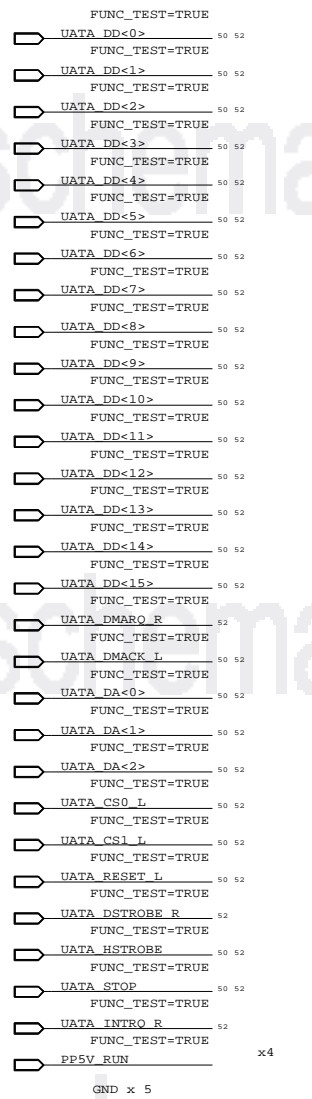 FUNC_TEST=TRUE
UATA_DD<0> 50 52
FUNC_TEST=TRUE
UATA_DD<1> 50 52
FUNC_TEST=TRUE
UATA_DD<2> 50 52
FUNC_TEST=TRUE
UATA_DD<3> 50 52
FUNC_TEST=TRUE
UATA_DD<4> 50 52
FUNC_TEST=TRUE
UATA_DD<5> 50 52
FUNC_TEST=TRUE
UATA_DD<6> 50 52
FUNC_TEST=TRUE
UATA_DD<7> 50 52
FUNC_TEST=TRUE
UATA_DD<8> 50 52
FUNC_TEST=TRUE
UATA_DD<9> 50 52
FUNC_TEST=TRUE
UATA_DD<10> 50 52
FUNC_TEST=TRUE
UATA_DD<11> 50 52
FUNC_TEST=TRUE
UATA_DD<12> 50 52
FUNC_TEST=TRUE
UATA_DD<13> 50 52
FUNC_TEST=TRUE
UATA_DD<14> 50 52
FUNC_TEST=TRUE
UATA_DD<15> 50 52
FUNC_TEST=TRUE
UATA_DMARQ_R 52
FUNC_TEST=TRUE
UATA_DMACK_L 50 52
FUNC_TEST=TRUE
UATA_DA<0> 50 52
FUNC_TEST=TRUE
UATA_DA<1> 50 52
FUNC_TEST=TRUE
UATA_DA<2> 50 52
FUNC_TEST=TRUE
UATA_CS0_L 50 52
FUNC_TEST=TRUE
UATA_CS1_L 50 52
FUNC_TEST=TRUE
UATA_RESET_L 50 52
FUNC_TEST=TRUE
UATA_DSTROBE_R 52
FUNC_TEST=TRUE
UATA_HSTROBE 50 52
FUNC_TEST=TRUE
UATA_STOP 50 52
FUNC_TEST=TRUE
UATA_INTRQ_R 52
FUNC_TEST=TRUE
PP5V_RUN x4
GND x 5
schema
schema